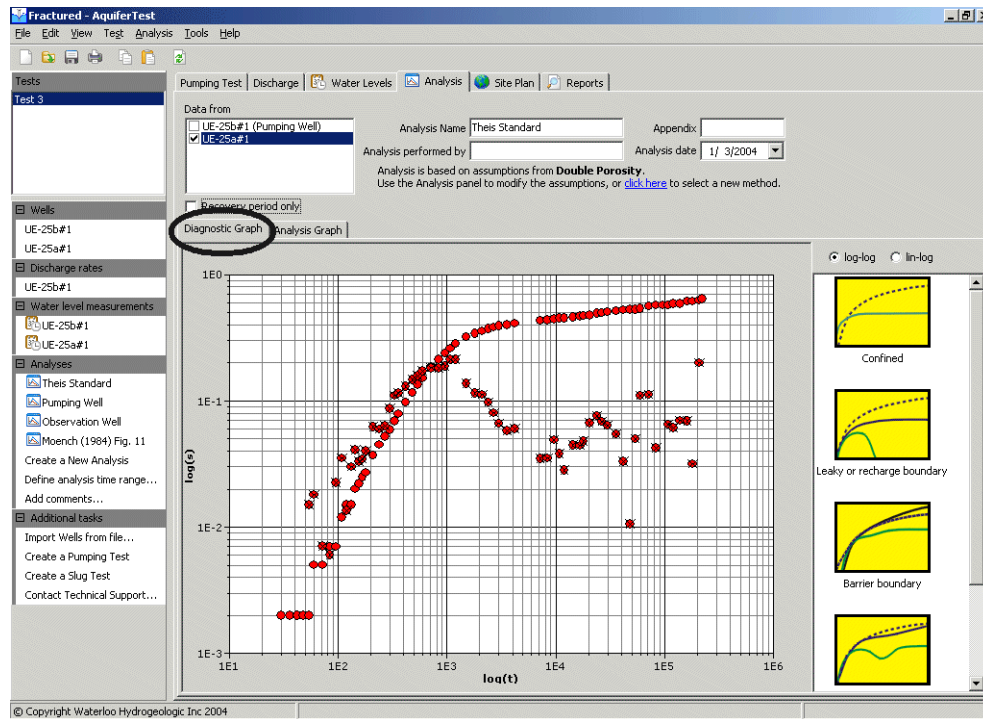 Fractured - AquiferTest
File Edit View Test Analysis Tools Help
Tests
Test 3
Wells
UE-25b#1
UE-25a#1
Discharge rates
UE-25b#1
Water level measurements
UE-25b#1
UE-25a#1
Analyses
Theis Standard
Pumping Well
Observation Well
Moench (1984) Fig. 11
Create a New Analysis
Define analysis time range...
Add comments...
Additional tasks
Import Wells from file...
Create a Pumping Test
Create a Slug Test
Contact Technical Support...
Pumping Test Discharge Water Levels Analysis Site Plan Reports
Data from
UE-25b#1 (Pumping Well)
UE-25a#1
Analysis Name Theis Standard Appendix
Analysis performed by Analysis date 1/ 3/2004
Analysis is based on assumptions from Double Porosity.
Use the Analysis panel to modify the assumptions, or click here to select a new method.
Recovery period only
Diagnostic Graph Analysis Graph
log-log lin-log
1E0
1E-1
1E-2
1E-3
log(s)
1E1 1E2 1E3 1E4 1E5 1E6
log(t)
Confined
Leaky or recharge boundary
Barrier boundary
© Copyright Waterloo Hydrogeologic Inc 2004